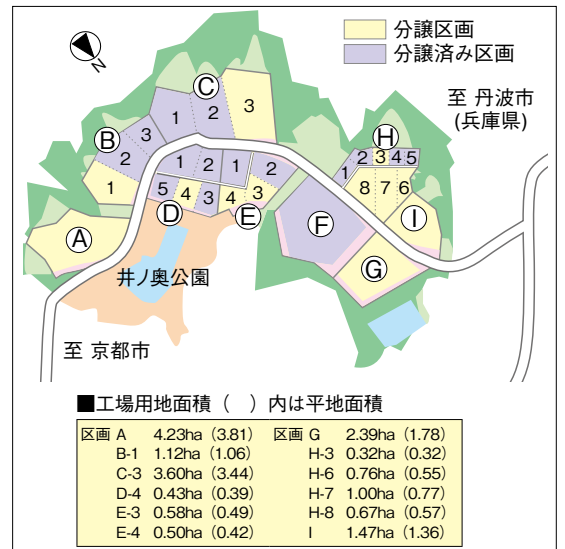 分譲区画
分譲済み区画
N
至 丹波市
(兵庫県)
C
3
1
2
B
3
2
1
H
2
3
4
5
1
8
7
6
1
2
1
2
5
4
3
4
3
D
E
F
I
A
G
井ノ奥公園
至 京都市
■工場用地面積（　）内は平地面積
区画 A 4.23ha（3.81） 区画 G 2.39ha（1.78）
B-1 1.12ha（1.06） H-3 0.32ha（0.32）
C-3 3.60ha（3.44） H-6 0.76ha（0.55）
D-4 0.43ha（0.39） H-7 1.00ha（0.77）
E-3 0.58ha（0.49） H-8 0.67ha（0.57）
E-4 0.50ha（0.42） I 1.47ha（1.36）